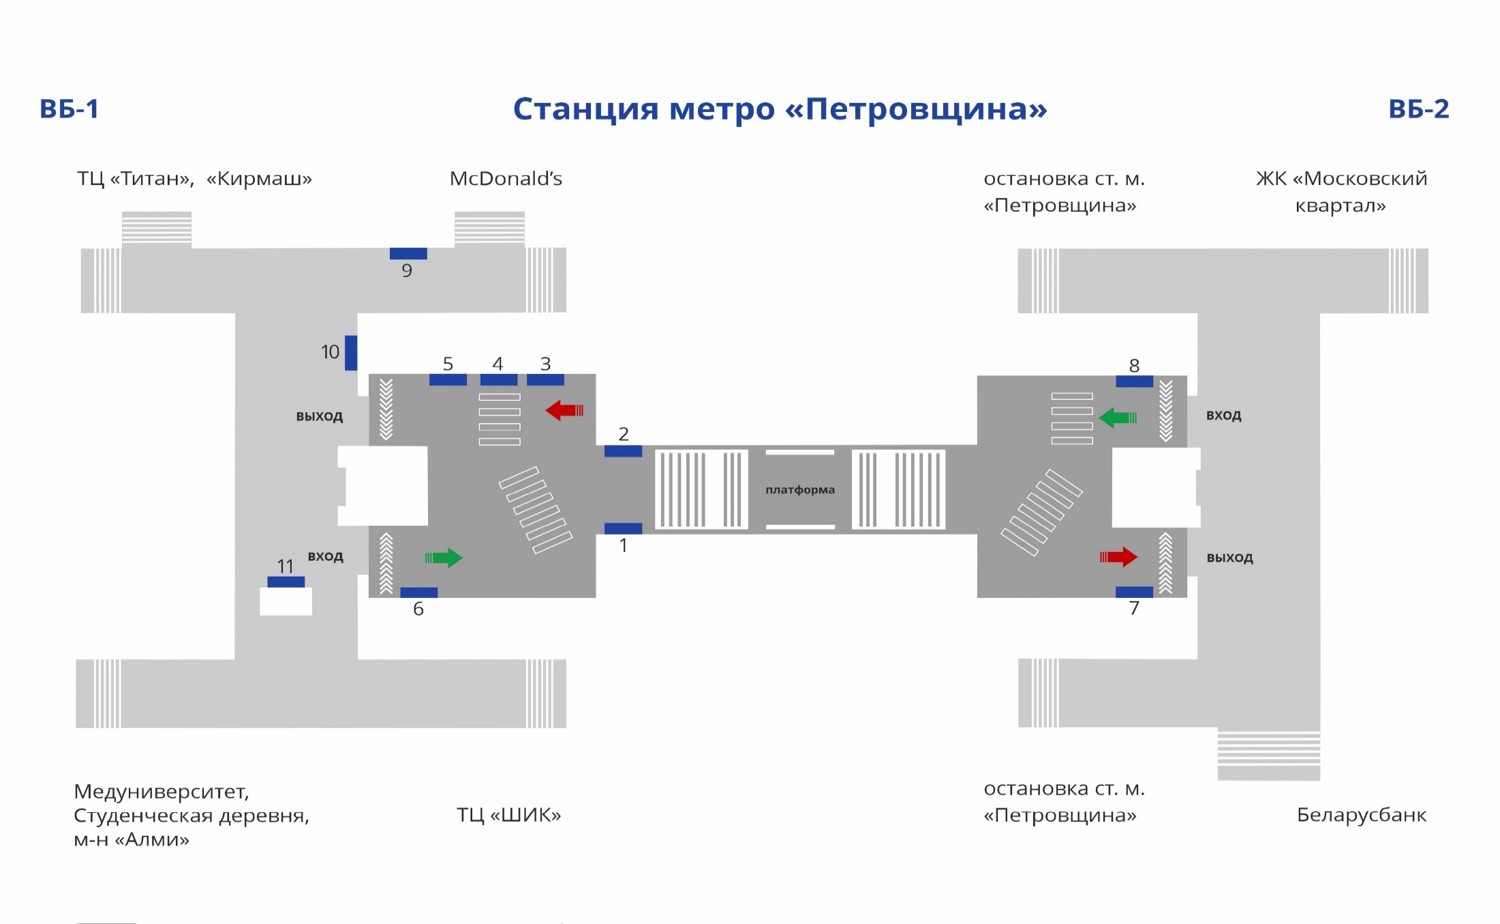 ВБ-1
Станция метро «Петровщина»
ВБ-2
ТЦ «Титан», «Кирмаш»
McDonald’s
остановка ст. м.
«Петровщина»
ЖК «Московский
квартал»
9
10
5
4
3
8
ВЫХОД
ВХОД
2
платформа
1
ВХОД
ВЫХОД
11
6
7
Медуниверситет,
Студенческая деревня,
м-н «Алми»
ТЦ «ШИК»
остановка ст. м.
«Петровщина»
Беларусбанк